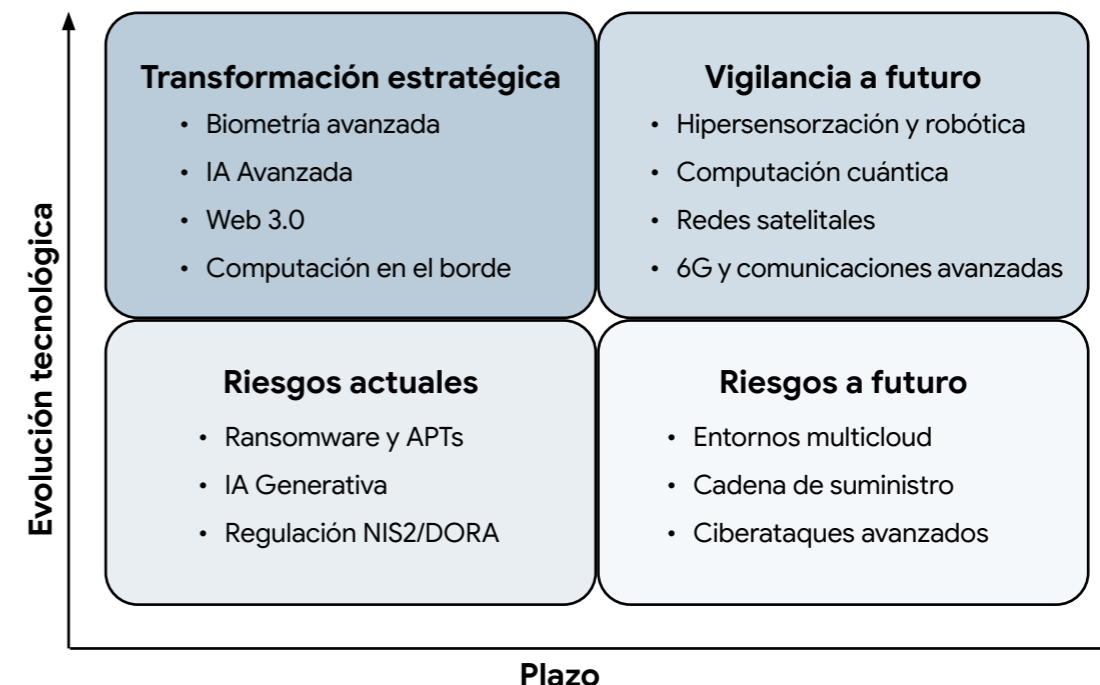 Evolución tecnológica
Transformación estratégica
• Biometría avanzada
• IA Avanzada
• Web 3.0
• Computación en el borde
Vigilancia a futuro
• Hipersensorzación y robótica
• Computación cuántica
• Redes satelitales
• 6G y comunicaciones avanzadas
Riesgos actuales
• Ransomware y APTs
• IA Generativa
• Regulación NIS2/DORA
Riesgos a futuro
• Entornos multicloud
• Cadena de suministro
• Ciberataques avanzados
Plazo